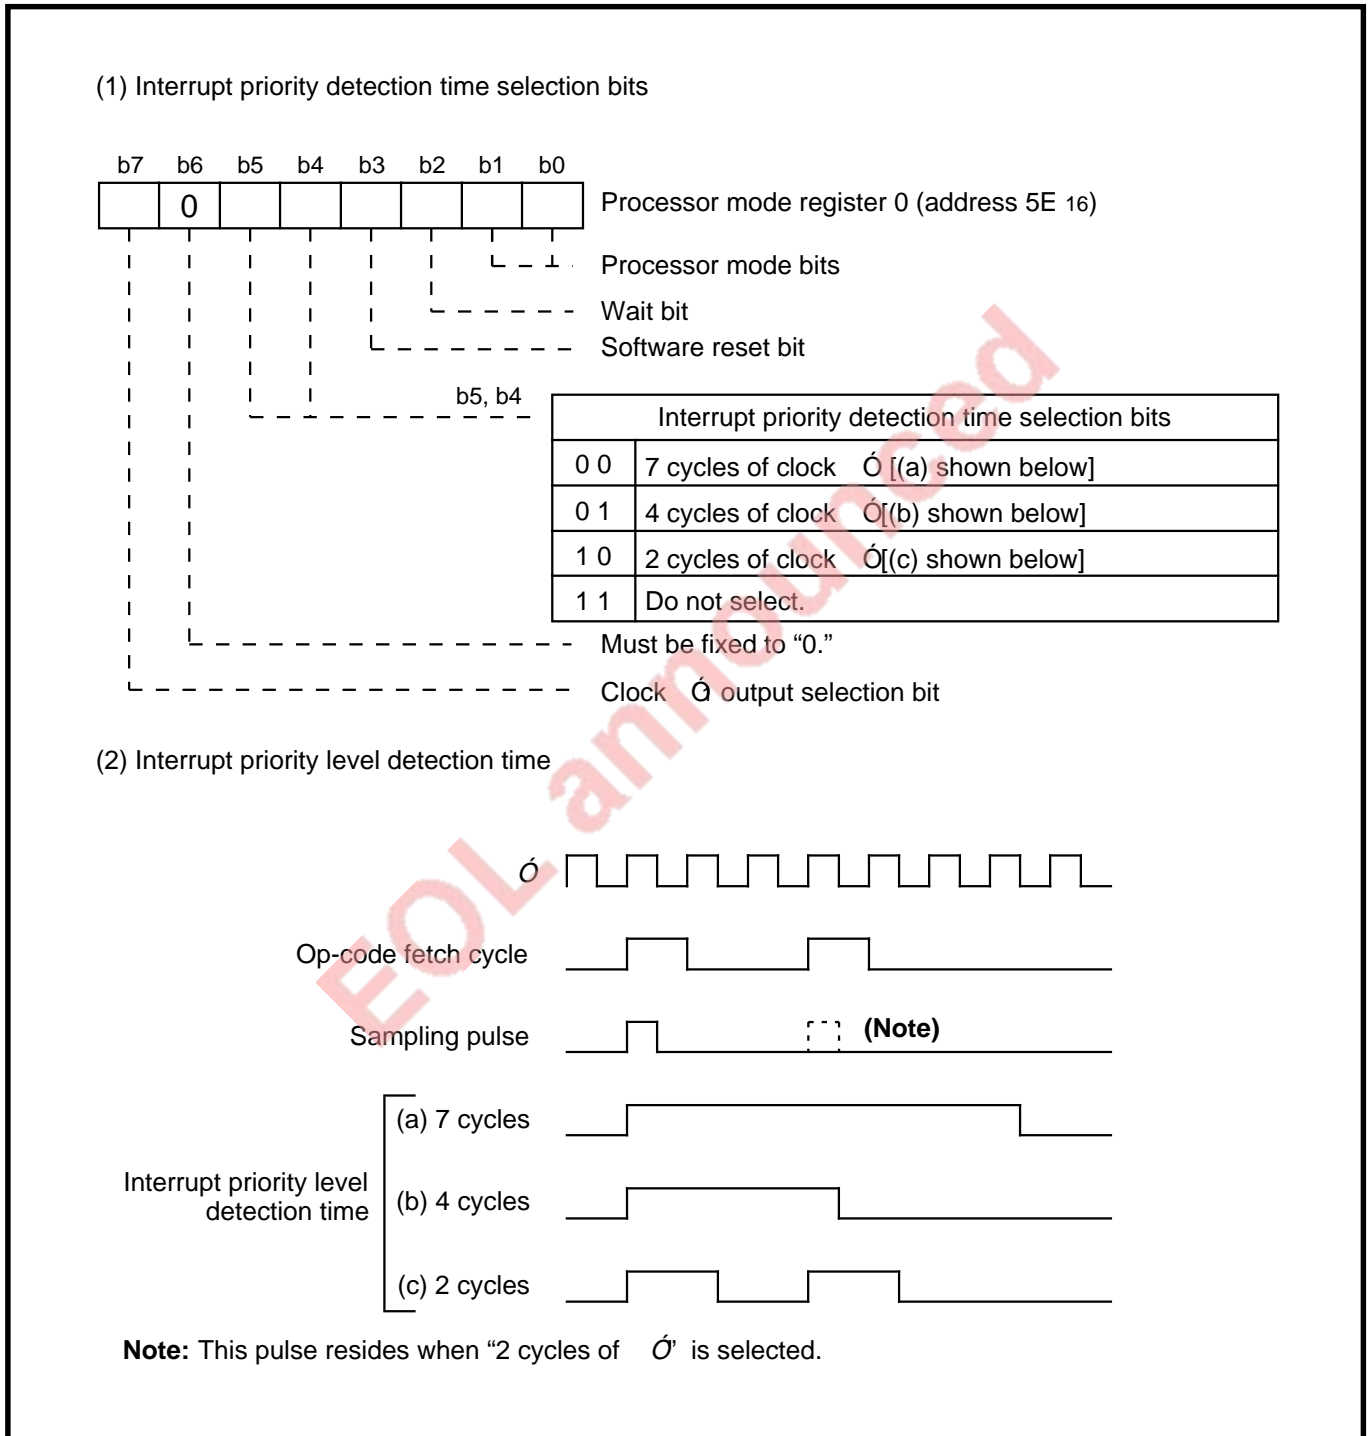 (1) Interrupt priority detection time selection bits
b7 b6 b5 b4 b3 b2 b1 b0
0
Processor mode register 0 (address 5E 16)
Processor mode bits
Wait bit
Software reset bit
b5, b4
Interrupt priority detection time selection bits
0 0 7 cycles of clock Ó [(a) shown below]
0 1 4 cycles of clock Ó[(b) shown below]
1 0 2 cycles of clock Ó[(c) shown below]
1 1 Do not select.
Must be fixed to “0.”
Clock Ó output selection bit
(2) Interrupt priority level detection time
Ó
Op-code fetch cycle
Sampling pulse
(Note)
(a) 7 cycles
Interrupt priority level
detection time
(b) 4 cycles
(c) 2 cycles
Note: This pulse resides when “2 cycles of Ó” is selected.
EOL announced